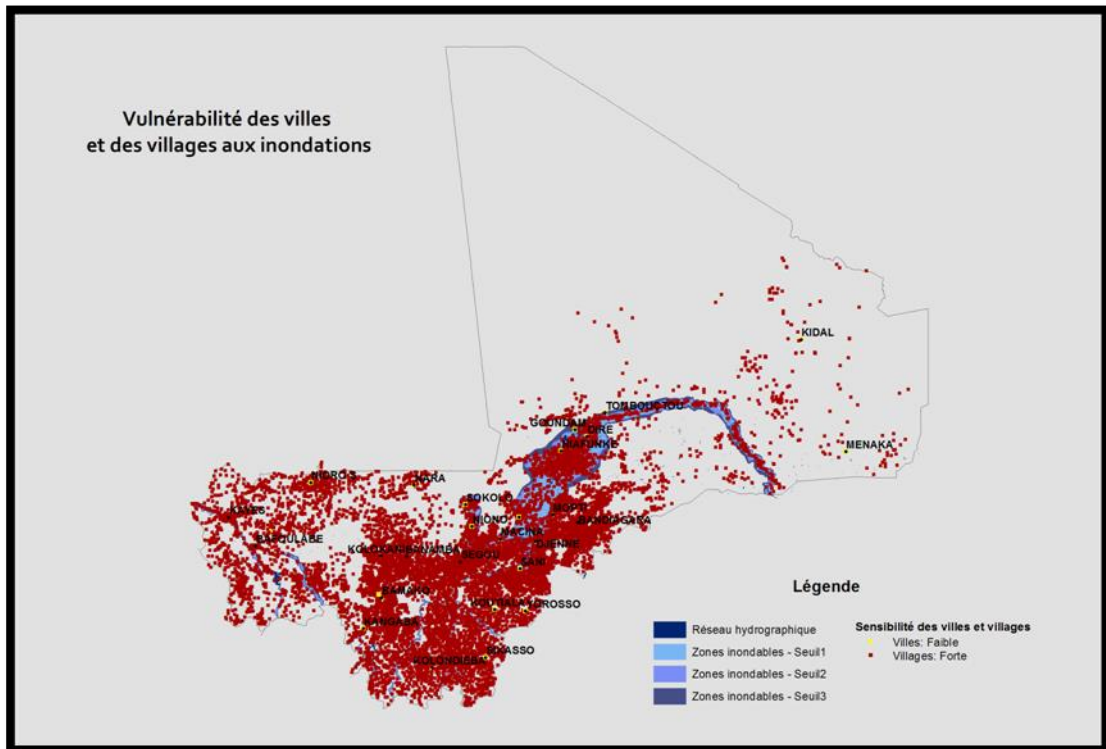 Vulnérabilité des villes
et des villages aux inondations
KIDAL
TOMBOUCTOU
GOUNDAM
DIRE
NIAFUNKE
MENAKA
NARA
SOKOLO
KAYES
NIONO
MOPTI
BANDIAGARA
MACINA
BAFOULABE
DJENNE
SEGOU
SAN
BAMAKO
KOUTIALA
YOROSSO
KANGABA
SIKASSO
KOLONDIEBA
Légende
Réseau hydrographique
Zones inondables - Seuil1
Zones inondables - Seuil2
Zones inondables - Seuil3
Sensibilité des villes et villages
Villes: Faible
Villages: Forte